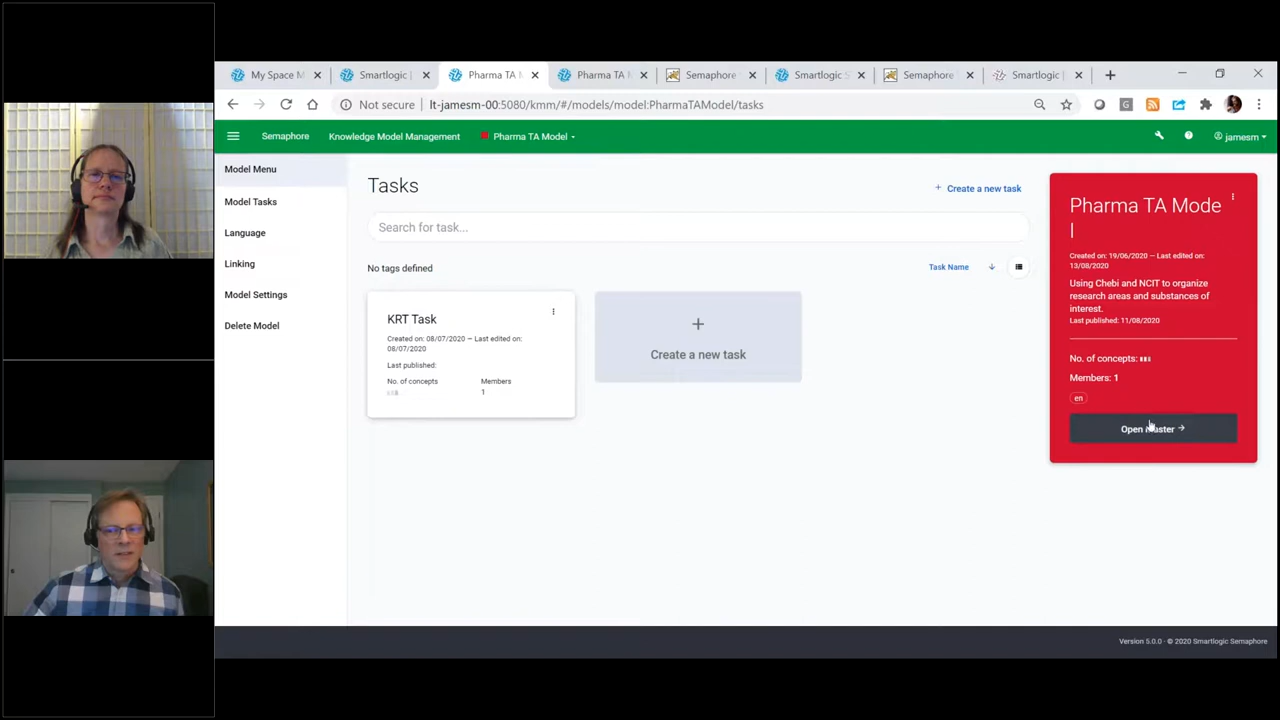 My Space M
Smartlogic |
Pharma TA M
Pharma TA M
Semaphore
Smartlogic S
Semaphore
Smartlogic |
Not secure
lt-jamesm-00:5080/kmm/#/models/model:PharmaTAModel/tasks
Semaphore
Knowledge Model Management
Pharma TA Model
jamesm
Model Menu
Model Tasks
Language
Linking
Model Settings
Delete Model
Tasks
+ Create a new task
Search for task...
No tags defined
Task Name
KRT Task
Created on: 08/07/2020 — Last edited on:
08/07/2020
Last published:
No. of concepts
Members
1
+
Create a new task
Pharma TA Mode
l
Created on: 19/06/2020 — Last edited on:
13/08/2020
Using Chebi and NCIT to organize
research areas and substances of
interest.
Last published: 11/08/2020
No. of concepts:
Members: 1
en
Open Master
Version 5.0.0 - © 2020 Smartlogic Semaphore